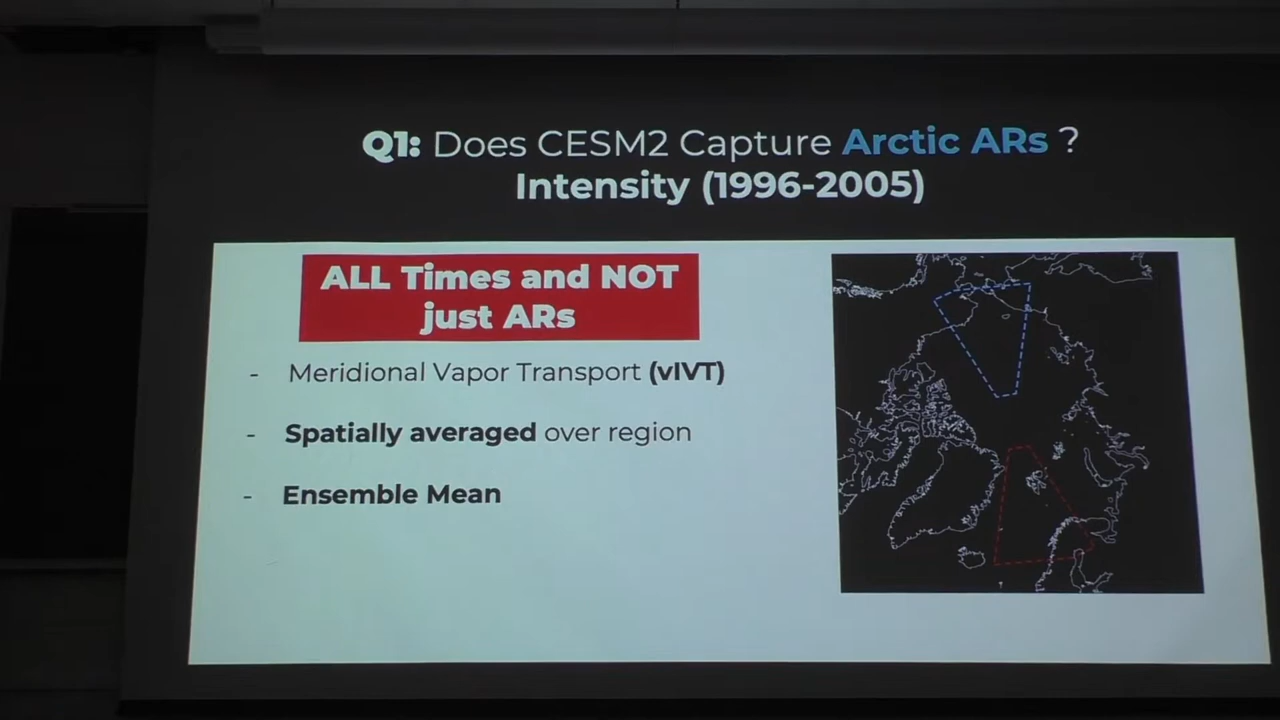 Q1: Does CESM2 Capture Arctic ARs ?
Intensity (1996-2005)
ALL Times and NOT
just ARs
- Meridional Vapor Transport (vIVT)
- Spatially averaged over region
- Ensemble Mean